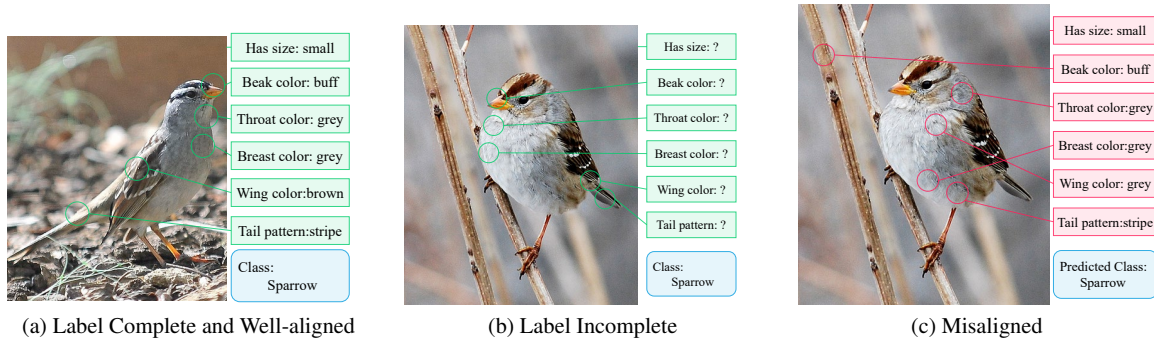 Has size: small
Beak color: buff
Throat color: grey
Breast color: grey
Wing color:brown
Tail pattern:stripe
Class:
Sparrow
(a) Label Complete and Well-aligned
Has size: ?
Beak color: ?
Throat color: ?
Breast color: ?
Wing color: ?
Tail pattern: ?
Class:
Sparrow
(b) Label Incomplete
Has size: small
Beak color: buff
Throat color:grey
Breast color:grey
Wing color: grey
Tail pattern:stripe
Predicted Class:
Sparrow
(c) Misaligned